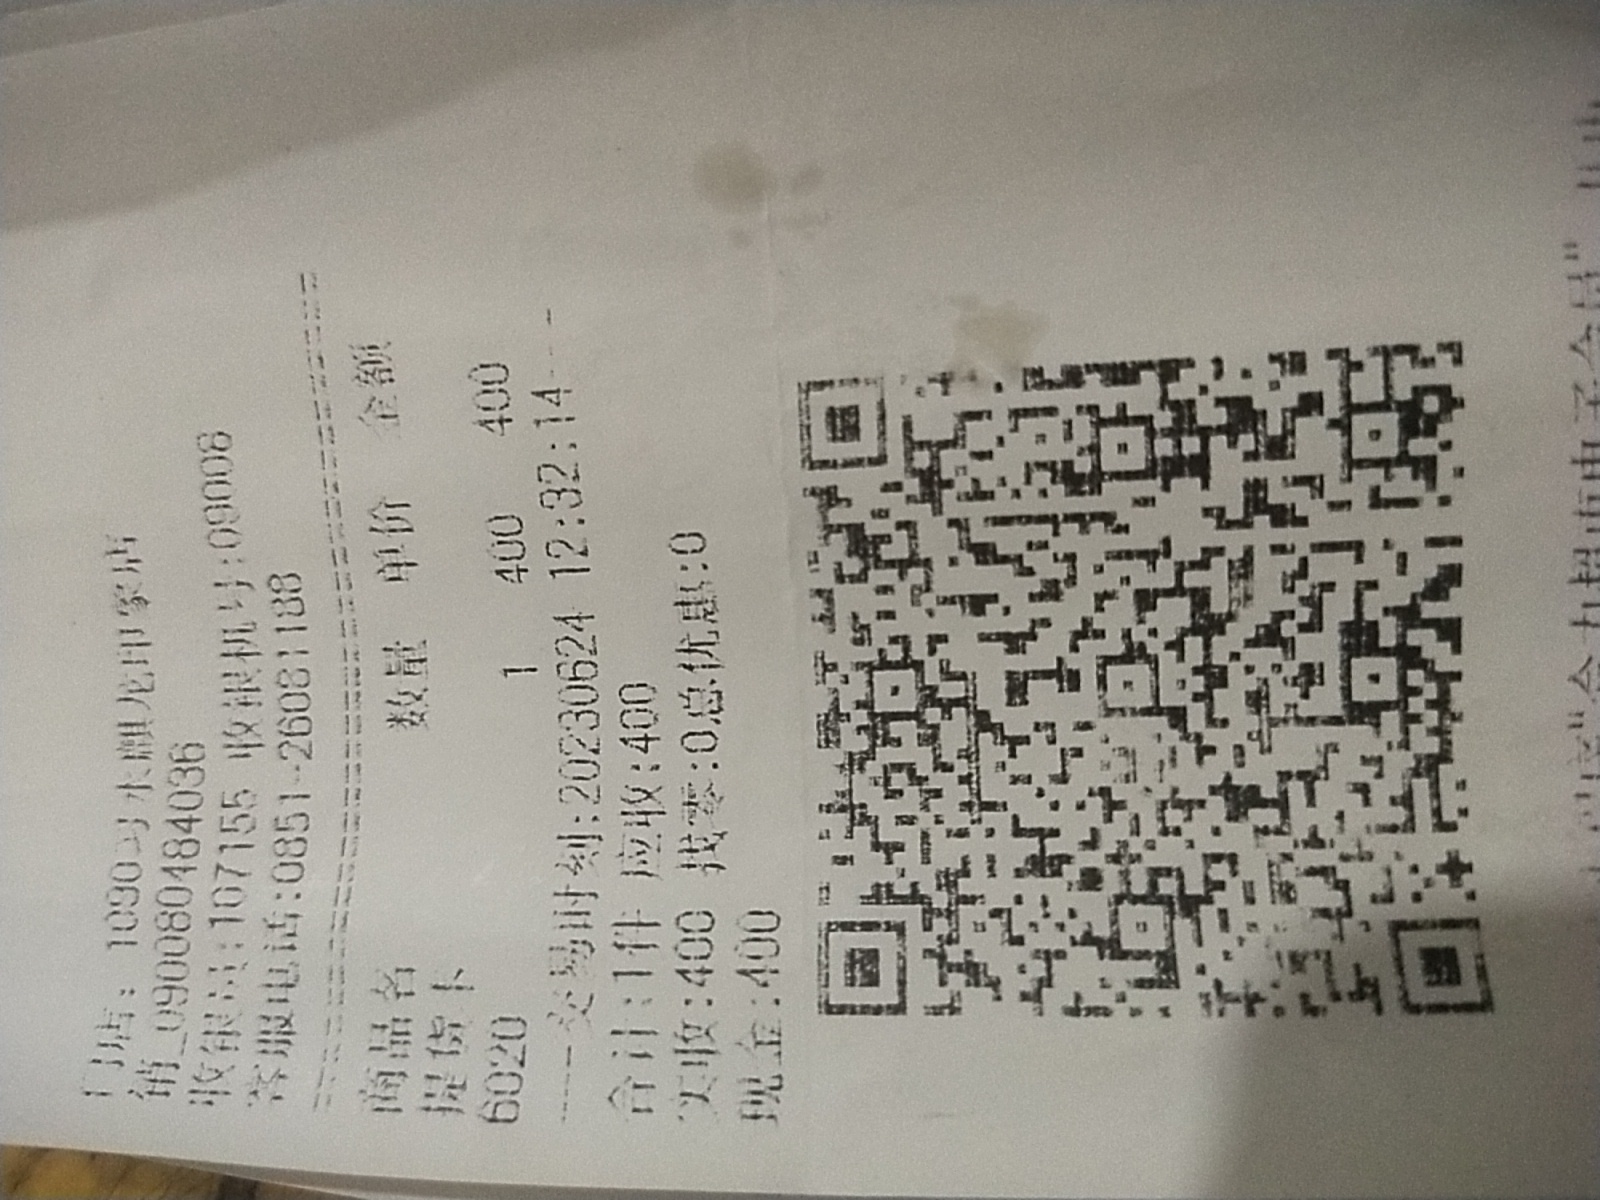 门店: 1090习水麒龙印象店
销_090080484036
收银员:107155 收银机号:09008
客服电话:0851-26081188
商品名 数量 单价 金额
提货卡
6020 1 400 400
----交易时刻:20230624 12:32:14---
合计:1件 应收:400
实收:400 找零:0总优惠:0
现金:400